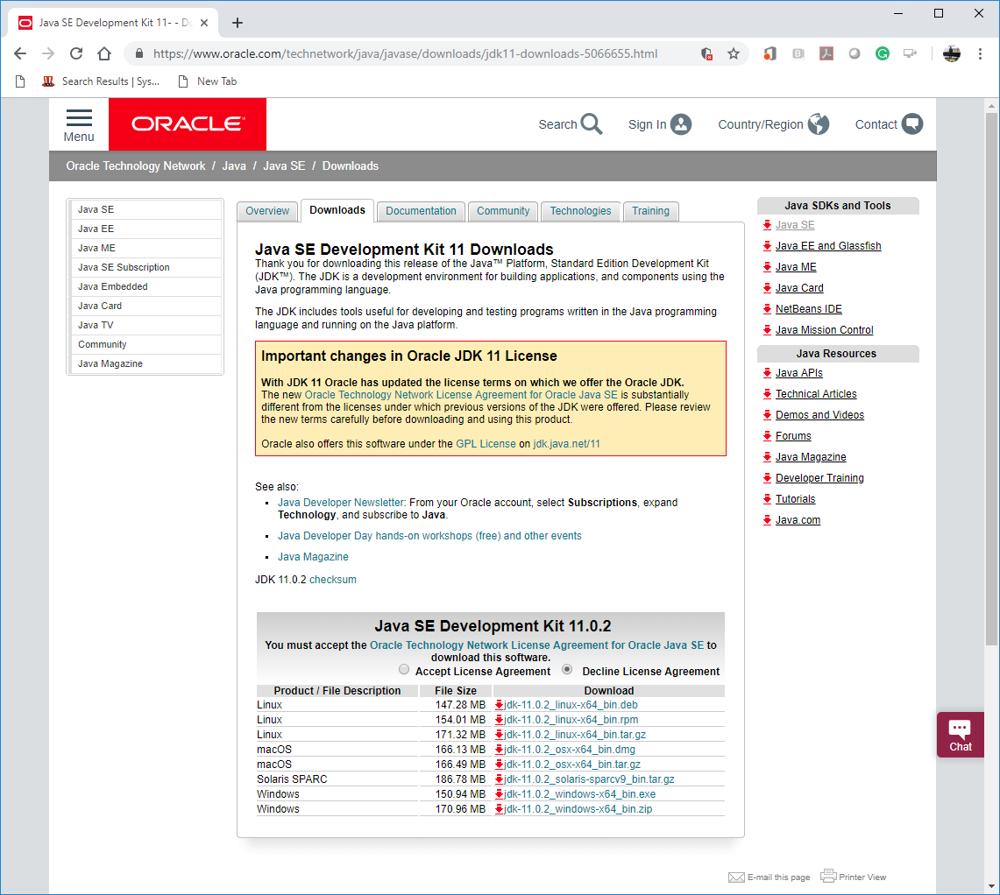 Java SE Development Kit 11- - Do
https://www.oracle.com/technetwork/java/javase/downloads/jdk11-downloads-5066655.html
Search Results | Sys...
New Tab
Menu
ORACLE
Search
Sign In
Country/Region
Contact
Oracle Technology Network / Java / Java SE / Downloads
Java SE
Java EE
Java ME
Java SE Subscription
Java Embedded
Java Card
Java TV
Community
Java Magazine
Overview
Downloads
Documentation
Community
Technologies
Training
Java SE Development Kit 11 Downloads
Thank you for downloading this release of the Java™ Platform, Standard Edition Development Kit
(JDK™). The JDK is a development environment for building applications, and components using the
Java programming language.
The JDK includes tools useful for developing and testing programs written in the Java programming
language and running on the Java platform.
Important changes in Oracle JDK 11 License
With JDK 11 Oracle has updated the license terms on which we offer the Oracle JDK.
The new Oracle Technology Network License Agreement for Oracle Java SE is substantially
different from the licenses under which previous versions of the JDK were offered. Please review
the new terms carefully before downloading and using this product.
Oracle also offers this software under the GPL License on jdk.java.net/11
See also:
Java Developer Newsletter: From your Oracle account, select Subscriptions, expand
Technology, and subscribe to Java.
Java Developer Day hands-on workshops (free) and other events
Java Magazine
JDK 11.0.2 checksum
Java SE Development Kit 11.0.2
You must accept the Oracle Technology Network License Agreement for Oracle Java SE to
download this software.
Accept License Agreement Decline License Agreement
Product / File Description File Size Download
Linux 147.28 MB jdk-11.0.2_linux-x64_bin.deb
Linux 154.01 MB jdk-11.0.2_linux-x64_bin.rpm
Linux 171.32 MB jdk-11.0.2_linux-x64_bin.tar.gz
macOS 166.13 MB jdk-11.0.2_osx-x64_bin.dmg
macOS 166.49 MB jdk-11.0.2_osx-x64_bin.tar.gz
Solaris SPARC 186.78 MB jdk-11.0.2_solaris-sparcv9_bin.tar.gz
Windows 150.94 MB jdk-11.0.2_windows-x64_bin.exe
Windows 170.96 MB jdk-11.0.2_windows-x64_bin.zip
Java SDKs and Tools
Java SE
Java EE and Glassfish
Java ME
Java Card
NetBeans IDE
Java Mission Control
Java Resources
Java APIs
Technical Articles
Demos and Videos
Forums
Java Magazine
Developer Training
Tutorials
Java.com
Chat
E-mail this page
Printer View